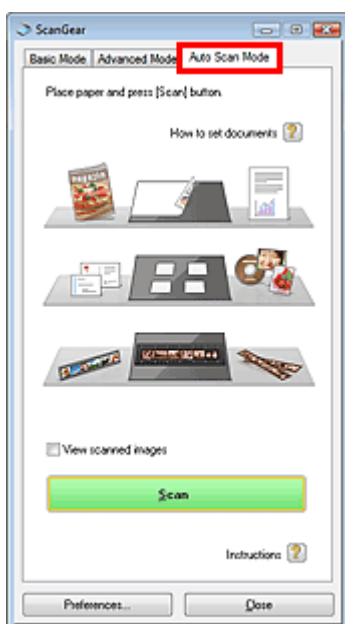 ScanGear
Basic Mode Advanced Mode Auto Scan Mode
Place paper and press [Scan] button.
How to set documents
MAGAZINE
View scanned images
Scan
Instructions
Preferences... Close